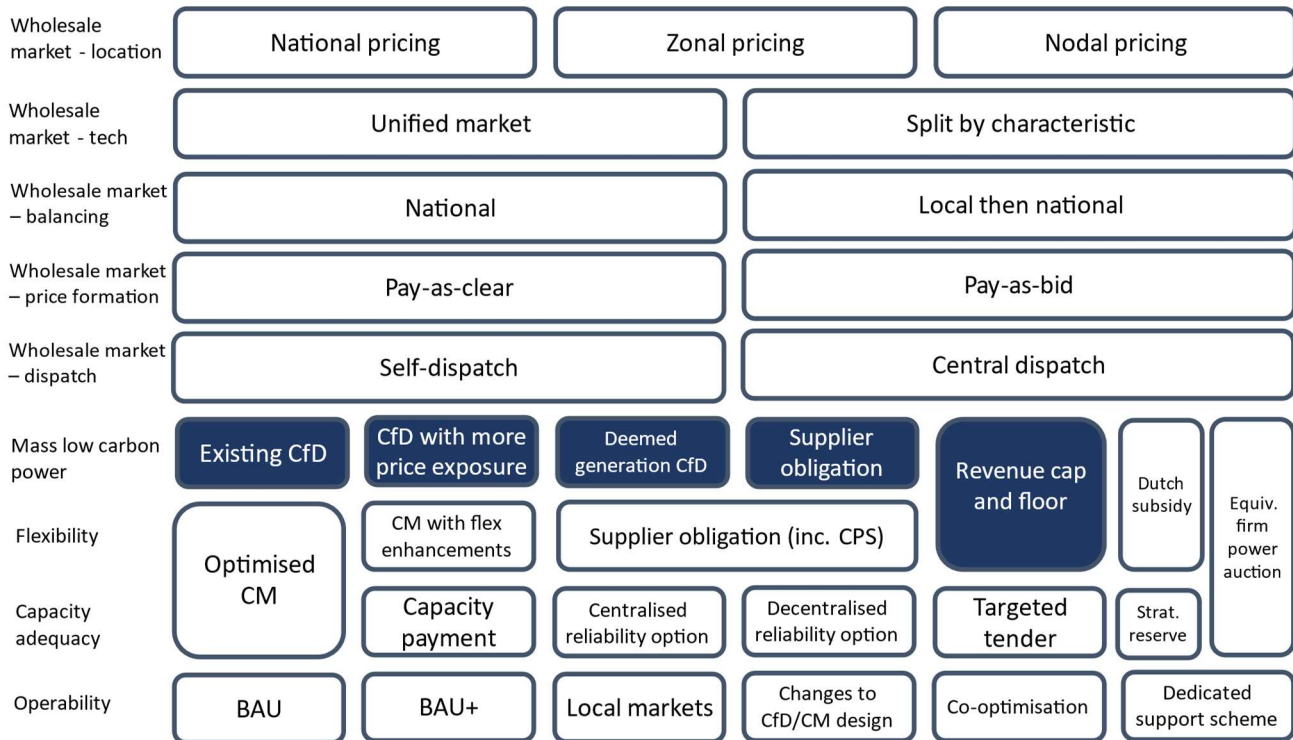 Wholesale
market - location
National pricing
Zonal pricing
Nodal pricing
Wholesale
market - tech
Unified market
Split by characteristic
Wholesale market
– balancing
National
Local then national
Wholesale market
– price formation
Pay-as-clear
Pay-as-bid
Wholesale market
– dispatch
Self-dispatch
Central dispatch
Mass low carbon
power
Existing CfD
CfD with more
price exposure
Deemed
generation CfD
Supplier
obligation
Revenue cap
and floor
Dutch
subsidy
Equiv.
firm
power
auction
Flexibility
Optimised
CM
CM with flex
enhancements
Supplier obligation (inc. CPS)
Capacity
adequacy
Capacity
payment
Centralised
reliability option
Decentralised
reliability option
Targeted
tender
Strat.
reserve
Operability
BAU
BAU+
Local markets
Changes to
CfD/CM design
Co-optimisation
Dedicated
support scheme